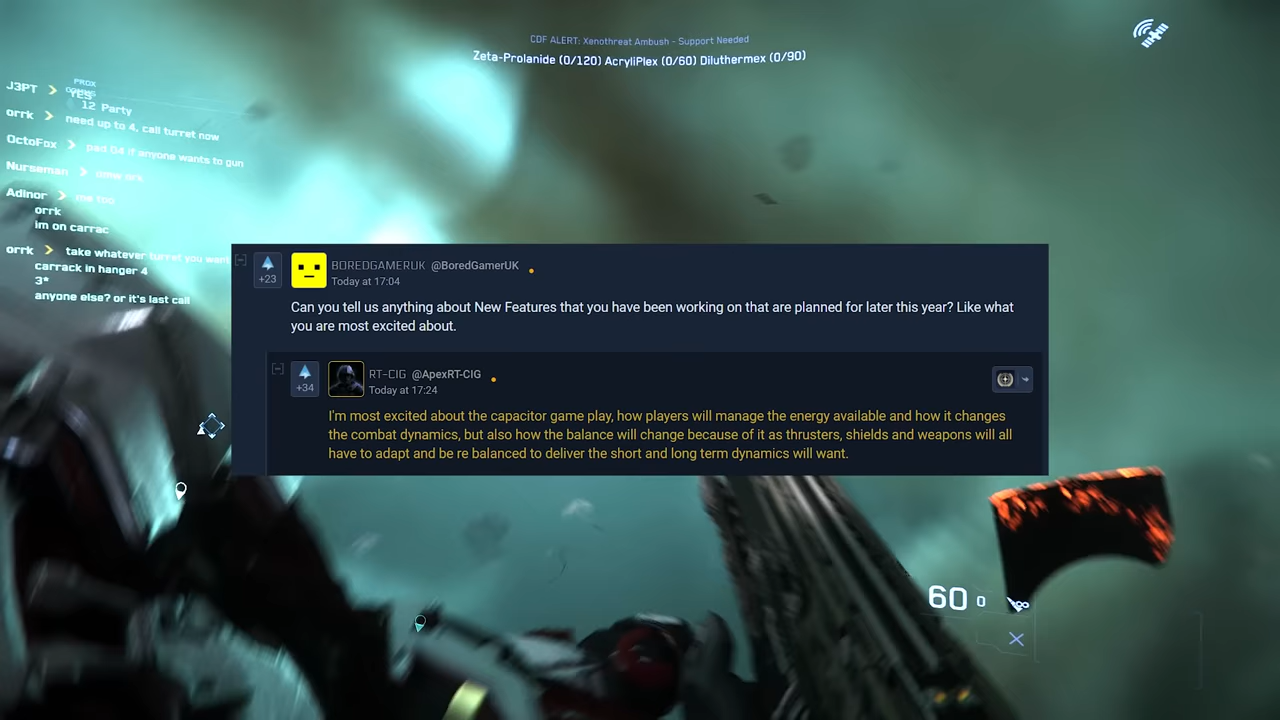 CDF ALERT: Xenothreat Ambush - Support Needed
Zeta-Prolanide (0/120) AcryliPlex (0/60) Diluthermex (0/90)
PROX
J3PT > YES
12 Party
orrk > need up to 4, call turret now
OctoFox > pad 04 if anyone wants to gun
Nurseman > omw ork
Adinor > me too
orrk
im on carrac
orrk > take whatever turret you want
carrack in hanger 4
3*
anyone else? or it's last call
[-]
+23
BOREDGAMERUK @BoredGamerUK
Today at 17:04
Can you tell us anything about New Features that you have been working on that are planned for later this year? Like what
you are most excited about.
[-]
+34
RT-CIG @ApexRT-CIG
Today at 17:24
I'm most excited about the capacitor game play, how players will manage the energy available and how it changes
the combat dynamics, but also how the balance will change because of it as thrusters, shields and weapons will all
have to adapt and be re balanced to deliver the short and long term dynamics will want.
60 0